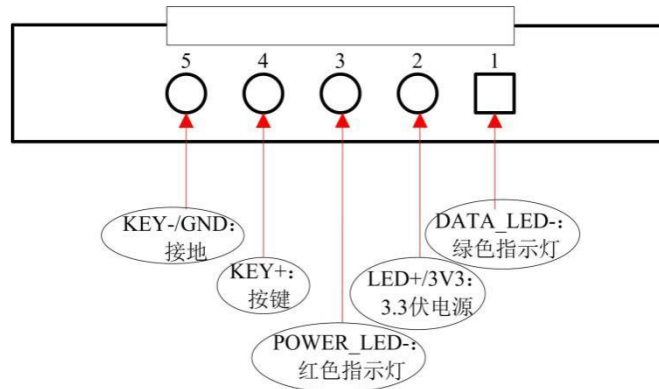 5 4 3 2 1
KEY-/GND:
接地
KEY+:
按键
POWER_LED-:
红色指示灯
LED+/3V3:
3.3伏电源
DATA_LED-:
绿色指示灯